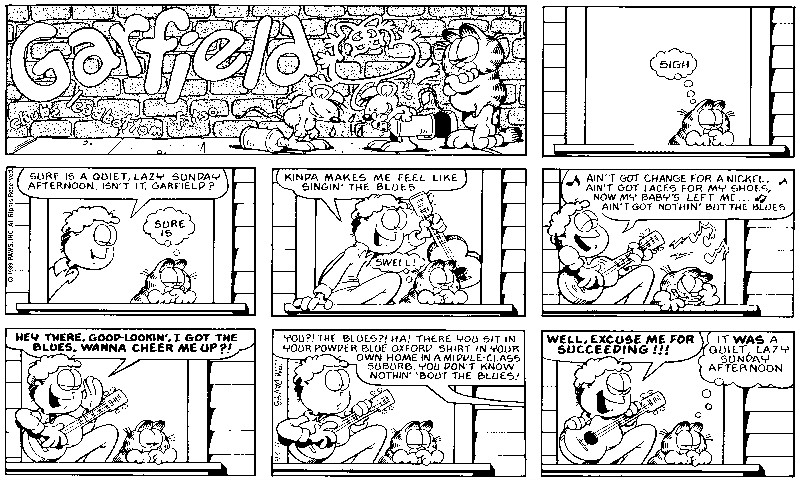 Garfield
SIGH
SURE IS A QUIET, LAZY SUNDAY
AFTERNOON, ISN'T IT, GARFIELD?
SURE
IS
KINDA MAKES ME FEEL LIKE
SINGIN' THE BLUES
SWELL!
AIN'T GOT CHANGE FOR A NICKEL,
AIN'T GOT LACES FOR MY SHOES,
NOW MY BABY'S LEFT ME...
AIN'T GOT NOTHIN' BUT THE BLUES
HEY THERE, GOOD-LOOKIN', I GOT THE
BLUES. WANNA CHEER ME UP?!
YOU?! THE BLUES?! HA! THERE YOU SIT IN
YOUR POWDER BLUE OXFORD SHIRT IN YOUR
OWN HOME IN A MIDDLE-CLASS
SUBURB. YOU DON'T KNOW
NOTHIN' 'BOUT THE BLUES!
WELL, EXCUSE ME FOR
SUCCEEDING!!!
IT WAS A
QUIET, LAZY
SUNDAY
AFTERNOON